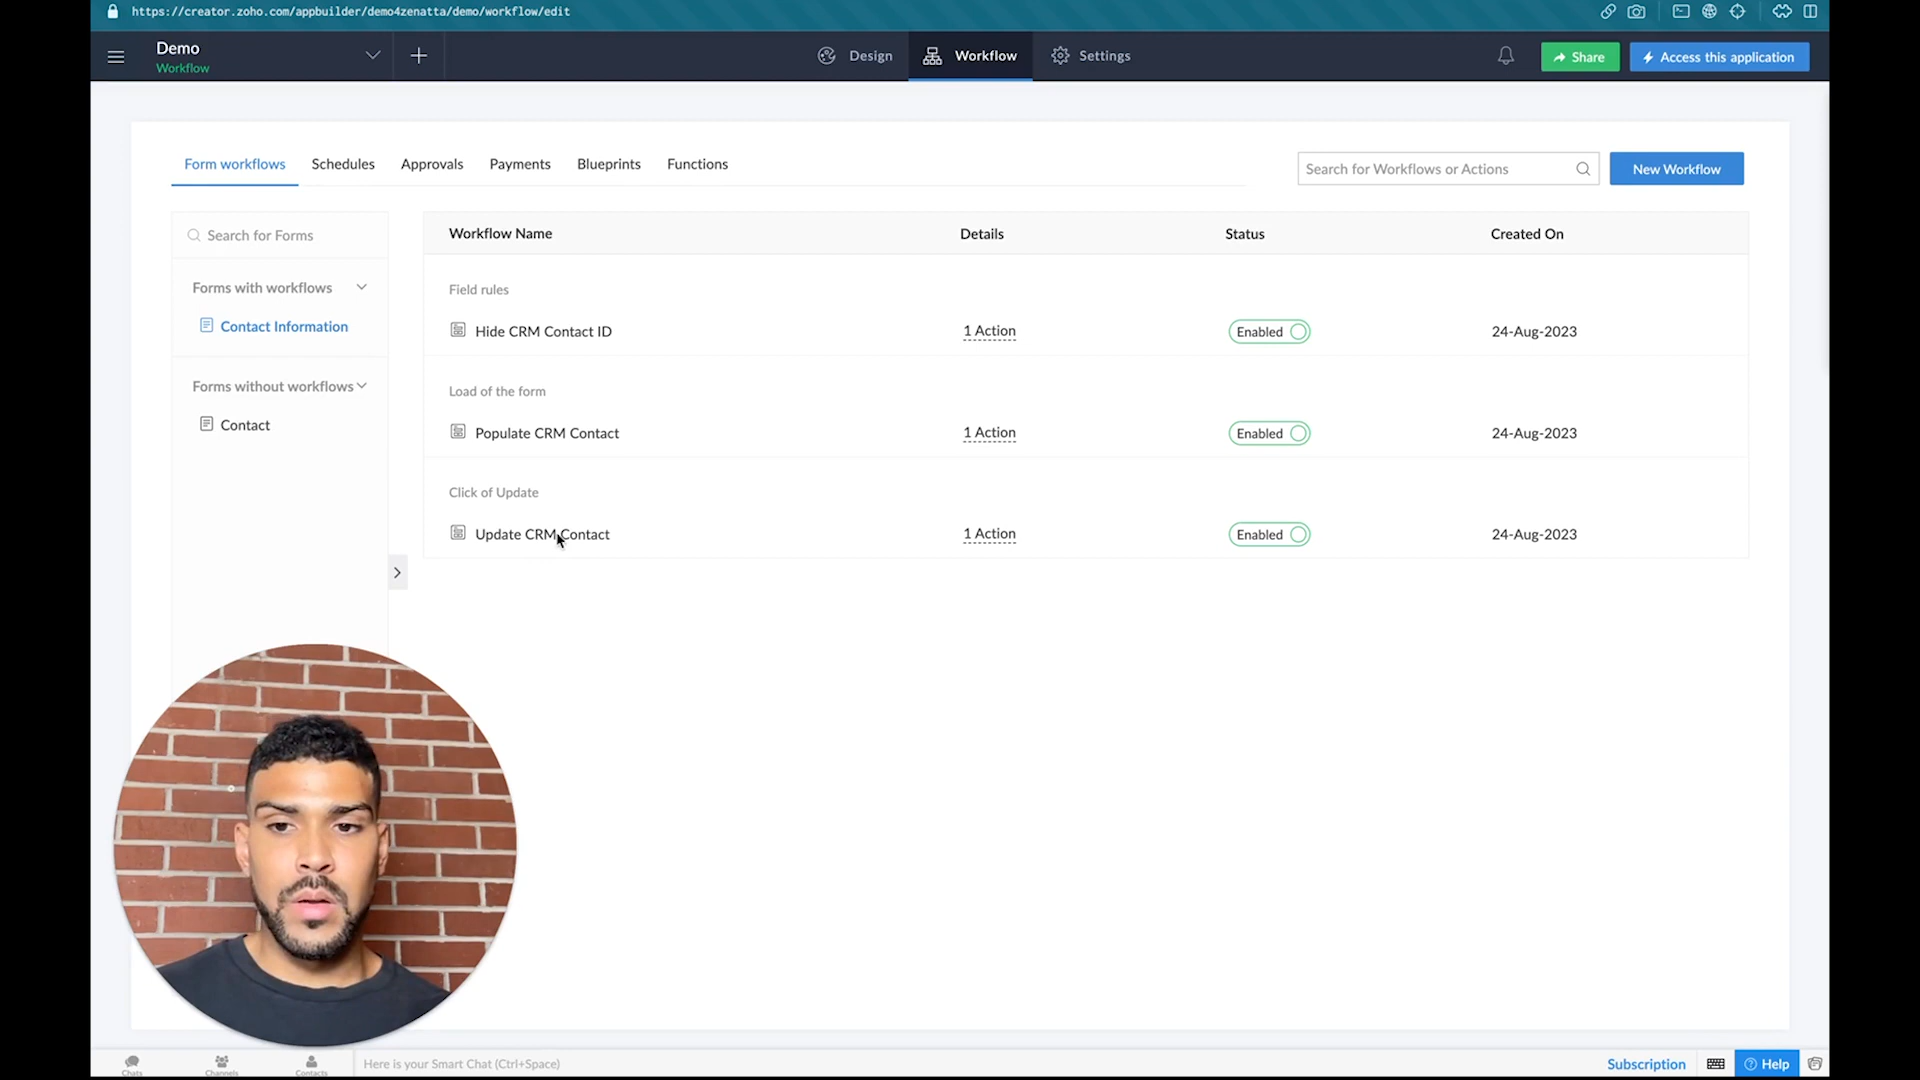 https://creator.zoho.com/appbuilder/demo4zenatta/demo/workflow/edit
Demo
Workflow
Design
Workflow
Settings
Share
Access this application
Form workflows
Schedules
Approvals
Payments
Blueprints
Functions
Search for Workflows or Actions
New Workflow
Search for Forms
Forms with workflows
Contact Information
Forms without workflows
Contact
Workflow Name Details Status Created On
Field rules
Hide CRM Contact ID 1 Action Enabled 24-Aug-2023
Load of the form
Populate CRM Contact 1 Action Enabled 24-Aug-2023
Click of Update
Update CRM Contact 1 Action Enabled 24-Aug-2023
Chats
Channels
Contacts
Here is your Smart Chat (Ctrl+Space)
Subscription
Help